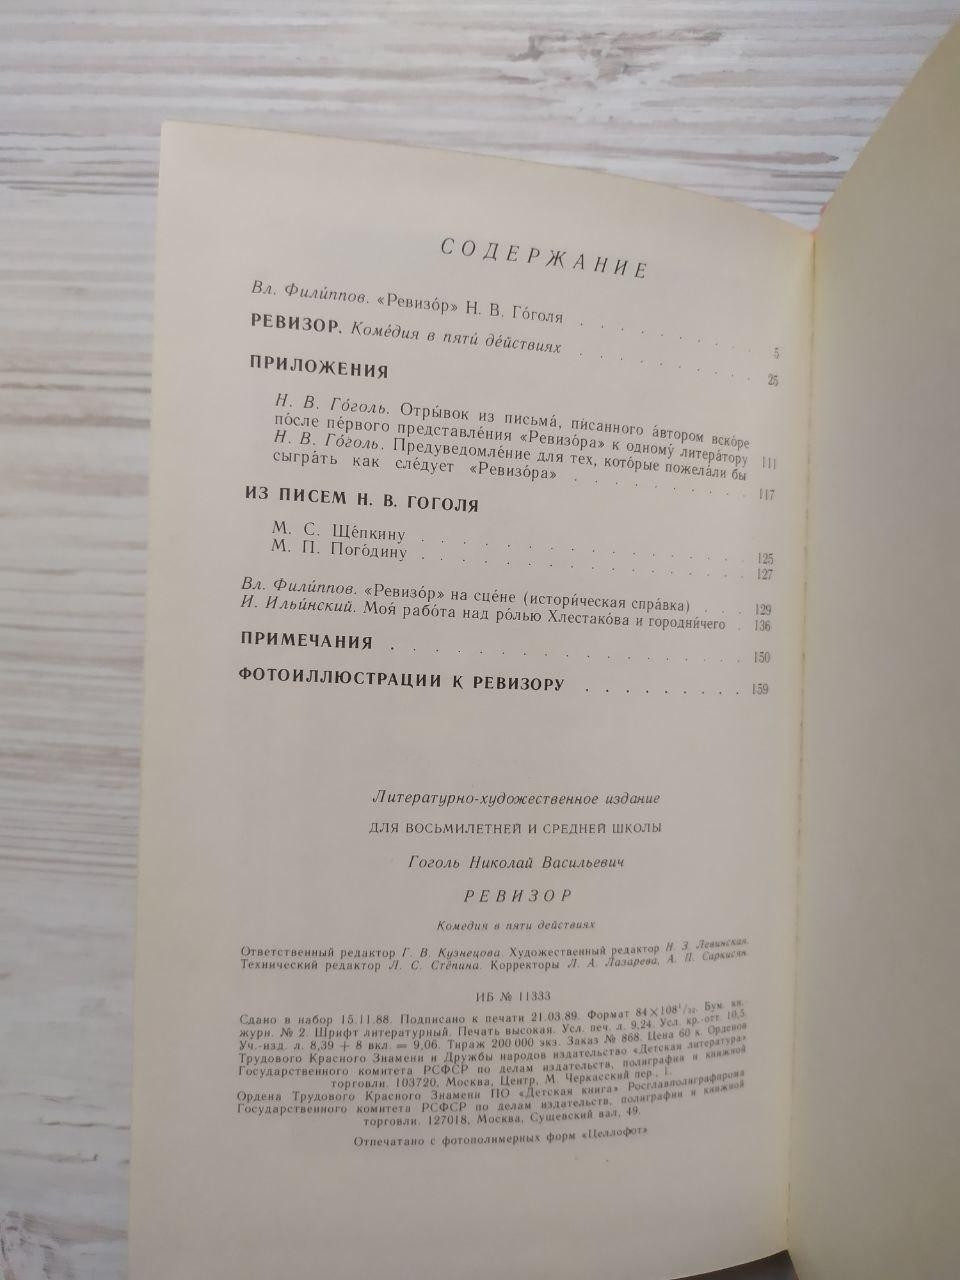 СОДЕРЖАНИЕ
Вл. Фили́ппов. «Ревизо́р» Н. В. Го́голя . . . . . . 5
РЕВИЗОР. Коме́дия в пяти́ де́йствиях . . . . . . 25
ПРИЛОЖЕНИЯ
Н. В. Го́голь. Отры́вок из письма́, пи́санного а́втором вско́ре
по́сле пе́рвого представле́ния «Ревизо́ра» к одному́ литера́тору 111
Н. В. Го́голь. Предуведомле́ние для тех, кото́рые пожела́ли бы
сыгра́ть как сле́дует «Ревизо́ра» . . . . . . . . 117
ИЗ ПИСЕМ Н. В. ГОГОЛЯ
М. С. Ще́пкину . . . . . . . . . . . 125
М. П. Пого́дину . . . . . . . . . . . 127
Вл. Фили́ппов. «Ревизо́р» на сце́не (истори́ческая спра́вка) . . . 129
И. Ильи́нский. Моя́ рабо́та над ро́лью Хлестако́ва и городни́чего . 136
ПРИМЕЧАНИЯ . . . . . . . . . . . 150
ФОТОИЛЛЮСТРАЦИИ К РЕВИЗОРУ . . . . . . . 159
Литературно-художественное издание
ДЛЯ ВОСЬМИЛЕТНЕЙ И СРЕДНЕЙ ШКОЛЫ
Гоголь Николай Васильевич
РЕВИЗОР
Комедия в пяти действиях
Ответственный редактор Г. В. Кузнецова. Художественный редактор Н. З. Левинская.
Технический редактор Л. С. Стёпина. Корректоры Л. А. Лазарева, А. П. Саркисян.
ИБ № 11333
Сдано в набор 15.11.88. Подписано к печати 21.03.89. Формат 84×108¹/₃₂. Бум. кн.-
журн. № 2. Шрифт литературный. Печать высокая. Усл. печ. л. 9,24. Усл. кр.-отт. 10,5.
Уч.-изд. л. 8,39 + 8 вкл. = 9,06. Тираж 200 000 экз. Заказ № 868. Цена 60 к. Орденов
Трудового Красного Знамени и Дружбы народов издательство «Детская литература»
Государственного комитета РСФСР по делам издательств, полиграфии и книжной
торговли. 103720, Москва, Центр, М. Черкасский пер., 1.
Ордена Трудового Красного Знамени ПО «Детская книга» Росглавполиграфпрома
Государственного комитета РСФСР по делам издательств, полиграфии и книжной
торговли. 127018, Москва, Сущевский вал, 49.
Отпечатано с фотополимерных форм «Целлофот»